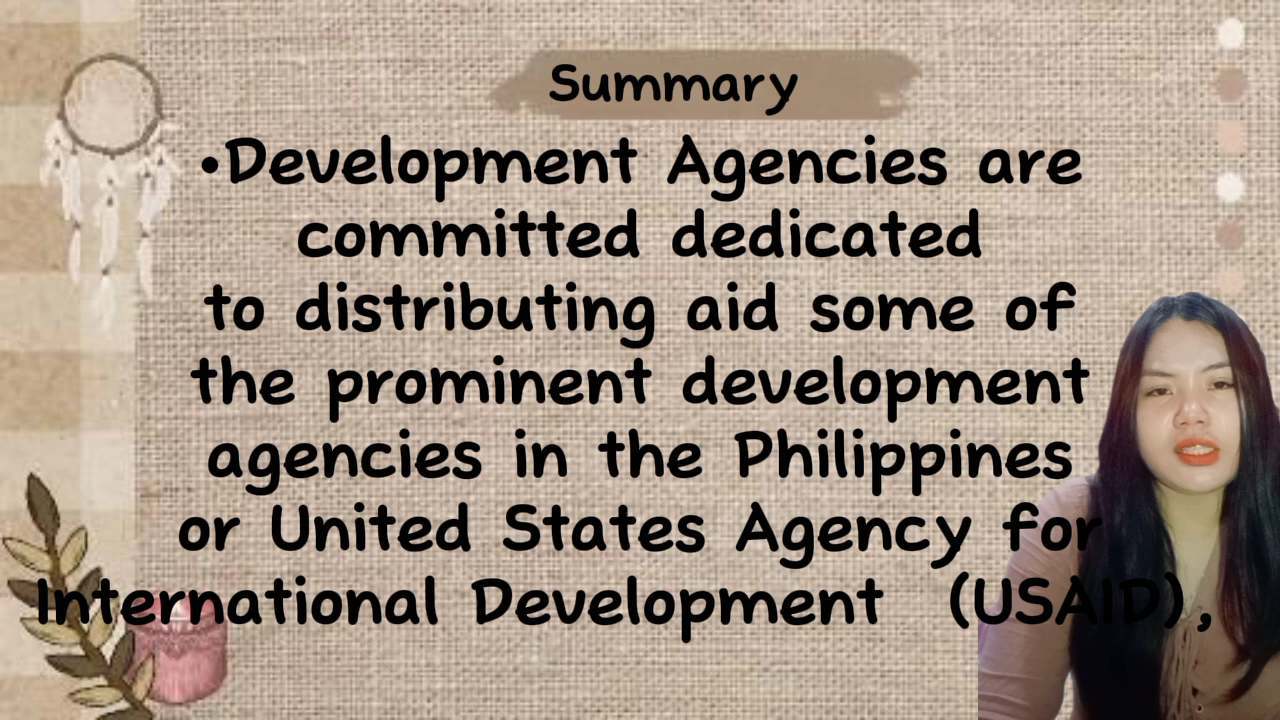 Summary
•Development Agencies are
committed dedicated
to distributing aid some of
the prominent development
agencies in the Philippines
or United States Agency for
International Development (USAID),